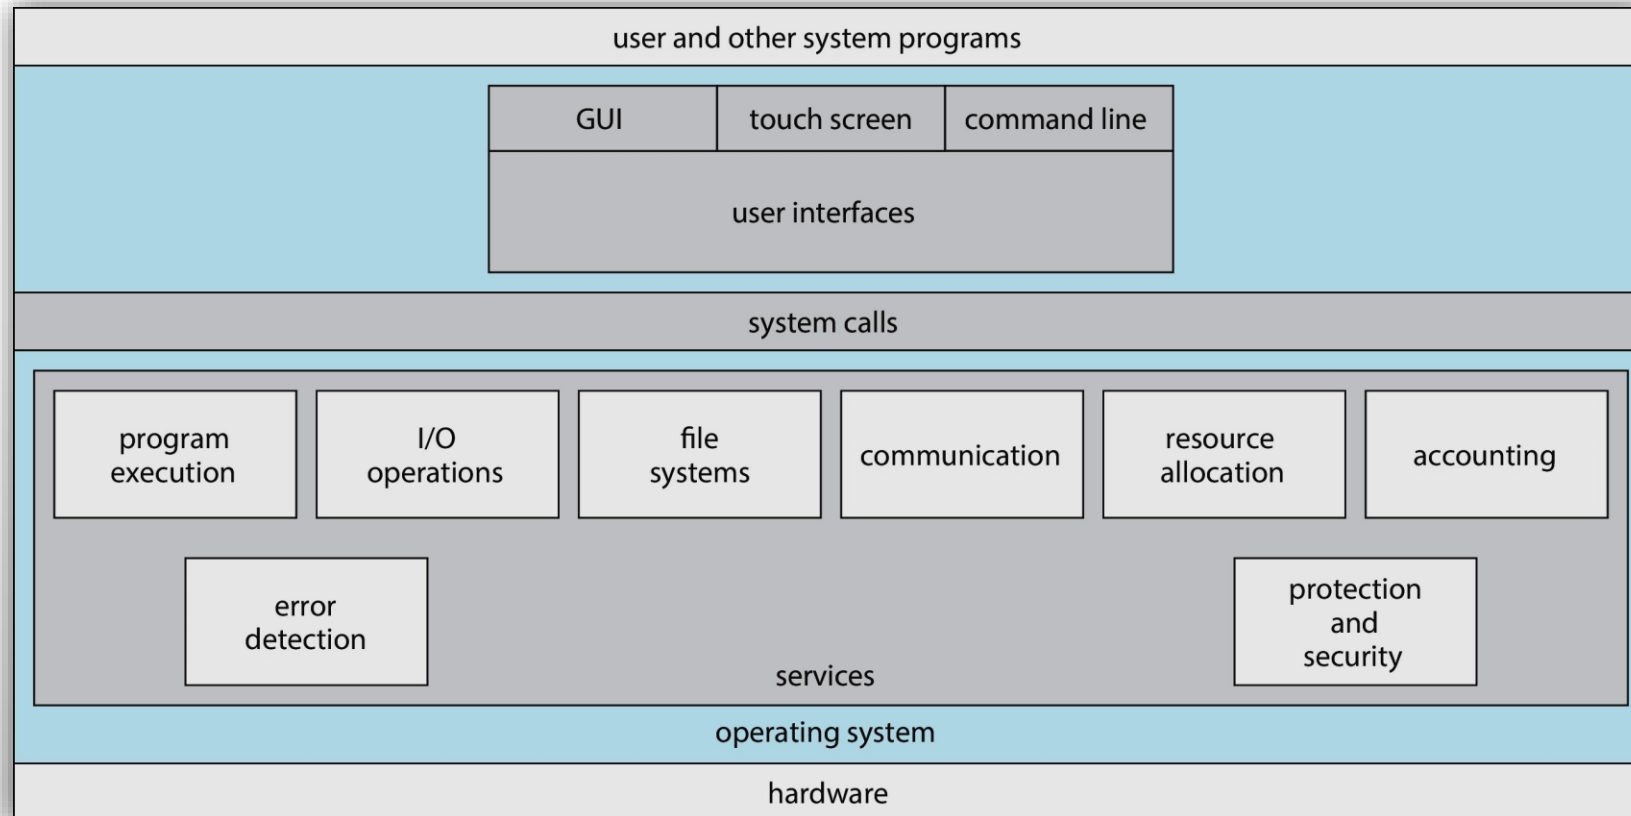 user and other system programs
GUI
touch screen
command line
user interfaces
system calls
program
execution
I/O
operations
file
systems
communication
resource
allocation
accounting
error
detection
protection
and
security
services
operating system
hardware